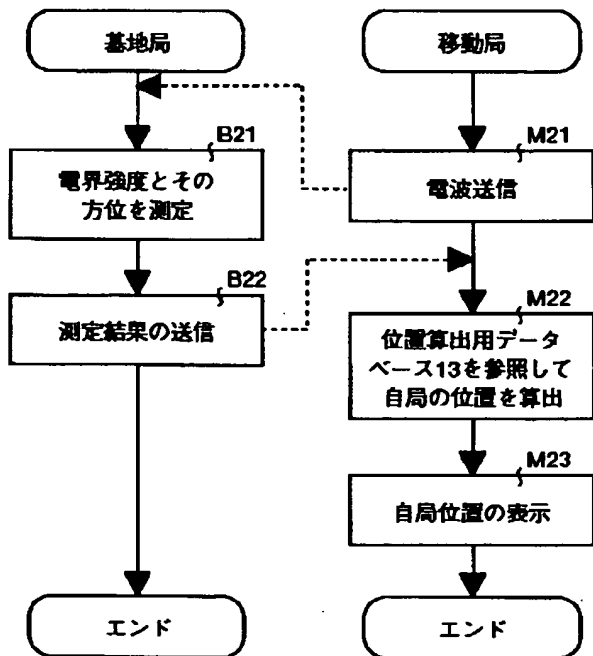 基地局
B21
電界強度とその
方位を測定
B22
測定結果の送信
エンド
移動局
M21
電波送信
M22
位置算出用データ
ベース13を参照して
自局の位置を算出
M23
自局位置の表示
エンド